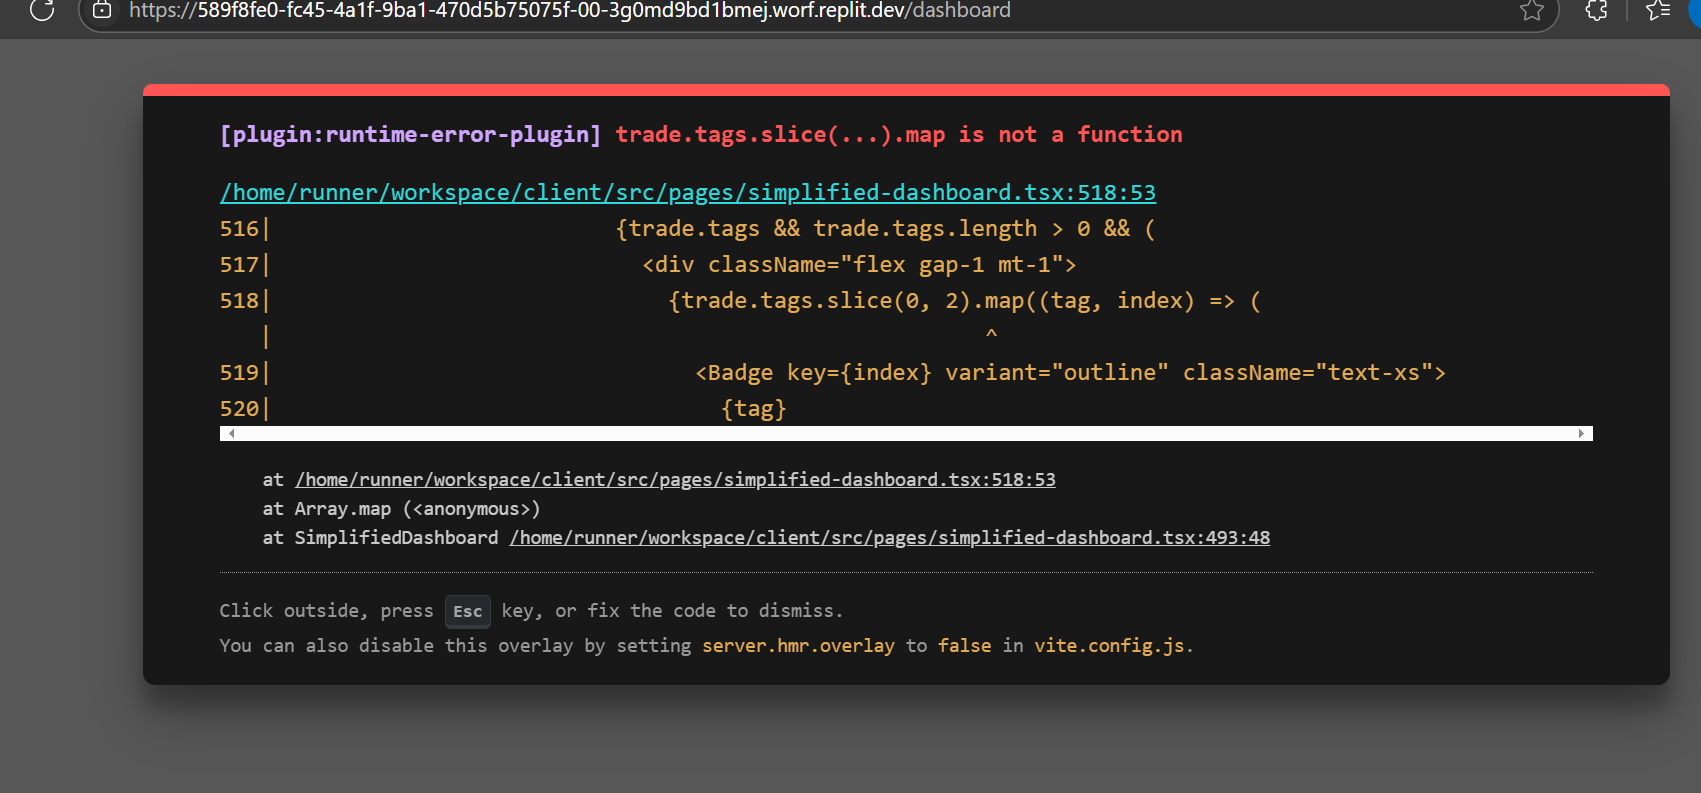 https://589f8fe0-fc45-4a1f-9ba1-470d5b75075f-00-3g0md9bd1bmej.worf.replit.dev/dashboard
[plugin:runtime-error-plugin] trade.tags.slice(...).map is not a function
/home/runner/workspace/client/src/pages/simplified-dashboard.tsx:518:53
516|                          {trade.tags && trade.tags.length > 0 && (
517|                            <div className="flex gap-1 mt-1">
518|                              {trade.tags.slice(0, 2).map((tag, index) => (
   |                                                      ^
519|                                <Badge key={index} variant="outline" className="text-xs">
520|                                  {tag}
at /home/runner/workspace/client/src/pages/simplified-dashboard.tsx:518:53
at Array.map (<anonymous>)
at SimplifiedDashboard /home/runner/workspace/client/src/pages/simplified-dashboard.tsx:493:48
Click outside, press Esc key, or fix the code to dismiss.
You can also disable this overlay by setting server.hmr.overlay to false in vite.config.js.